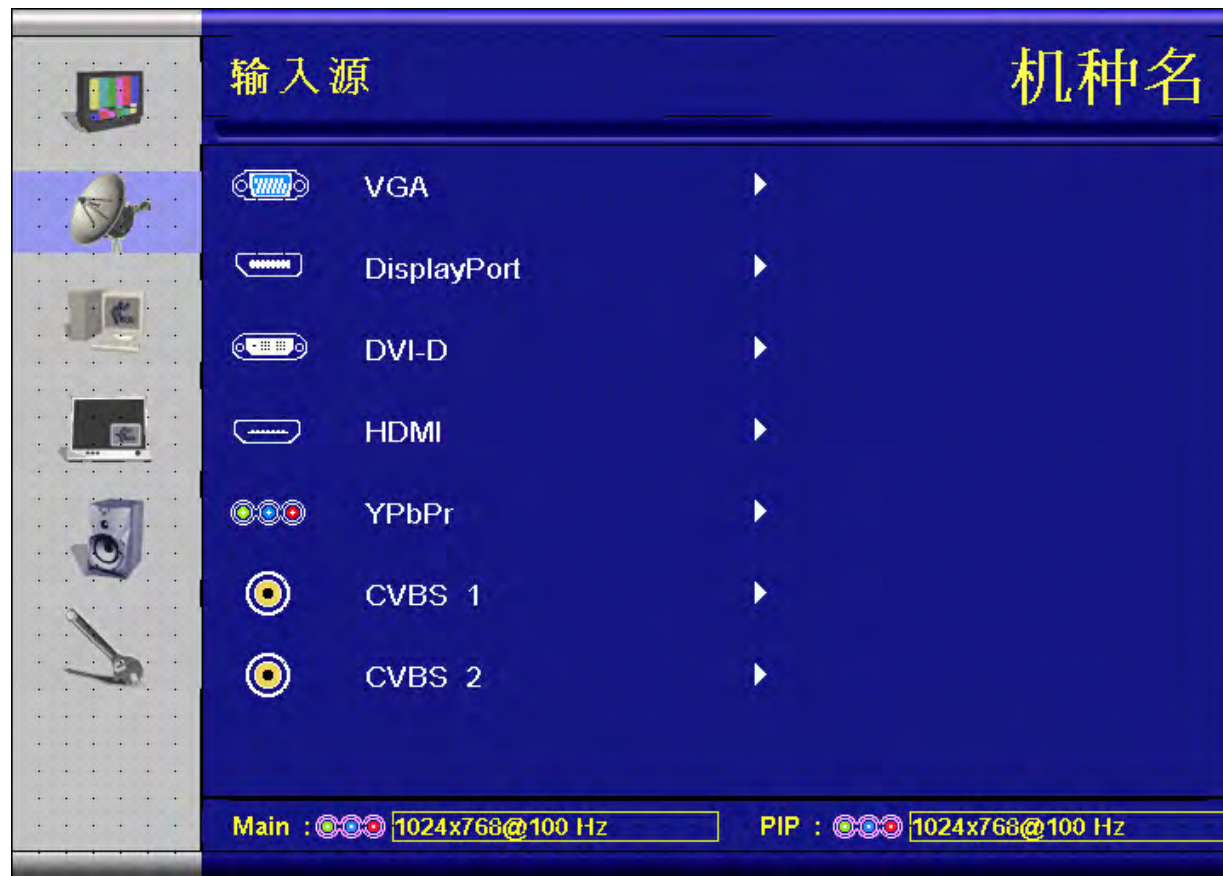 输入源
机种名
VGA
DisplayPort
DVI-D
HDMI
YPbPr
CVBS 1
CVBS 2
Main : 1024x768@100 Hz
PIP : 1024x768@100 Hz